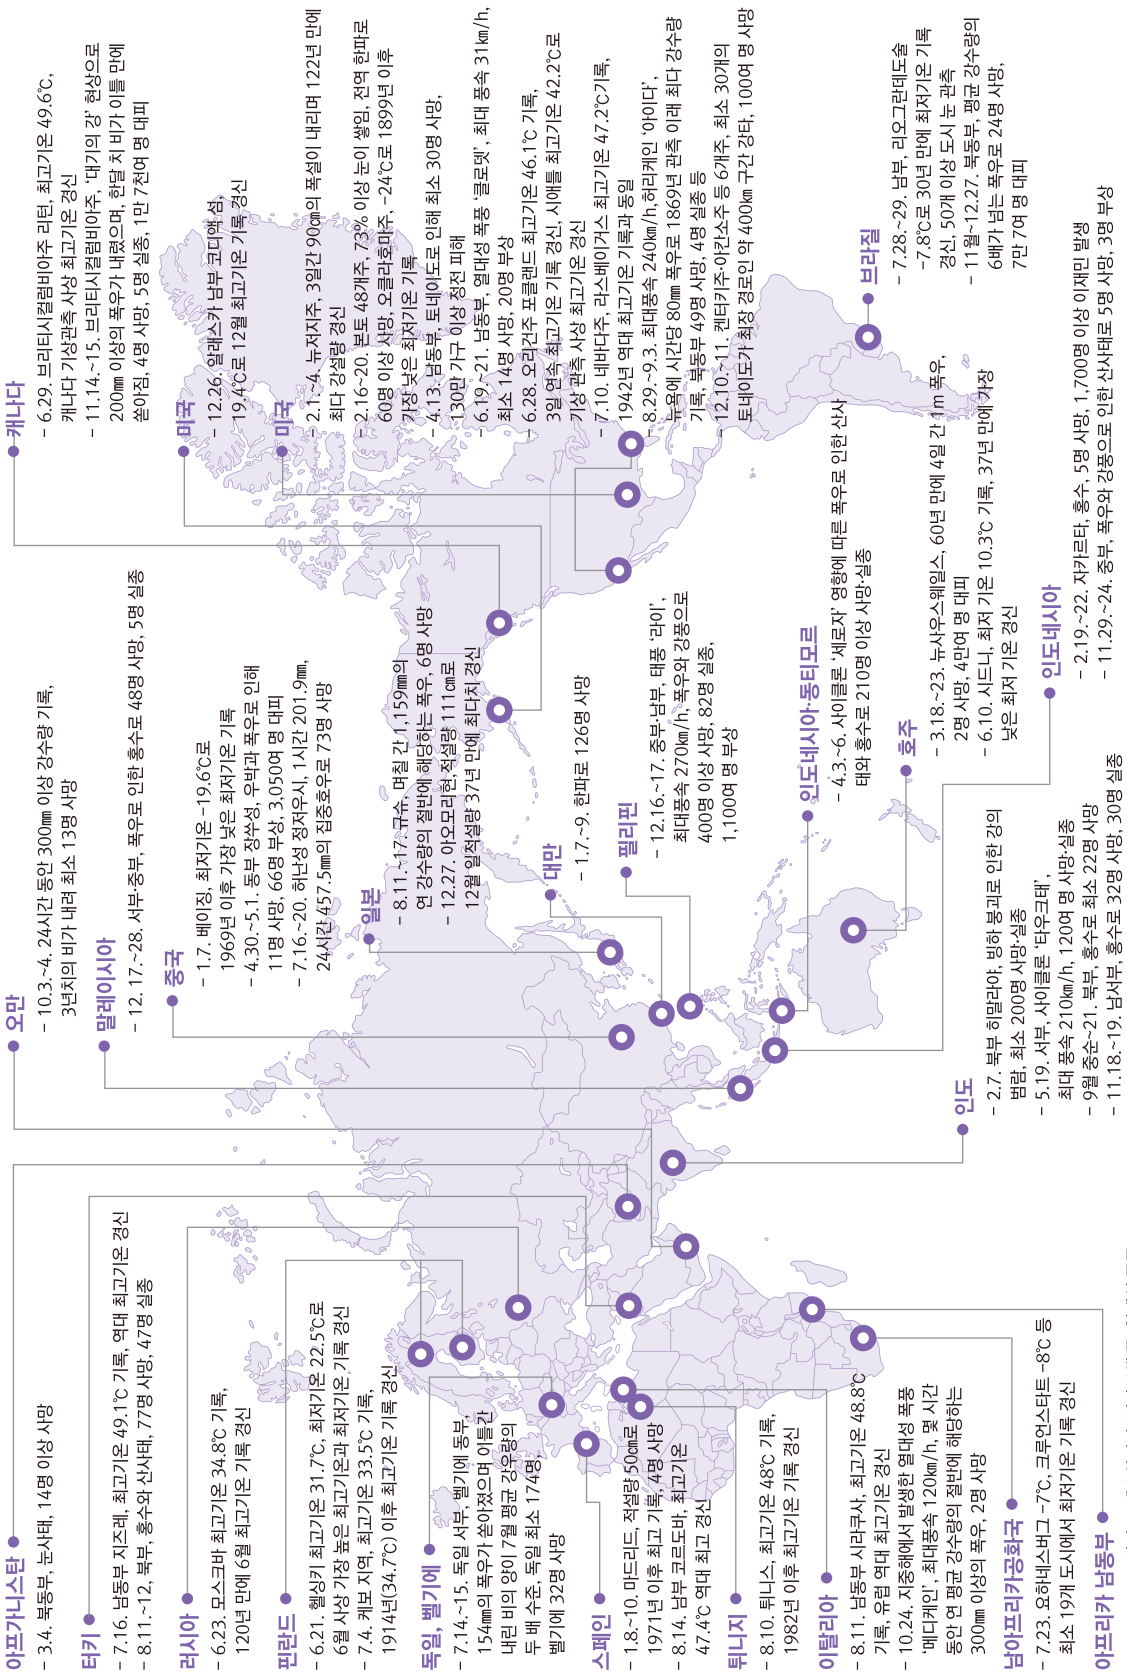 아프가니스탄
- 3.4. 북동부, 눈사태, 14명 이상 사망
터키
- 7.16. 남동부 지즈레, 최고기온 49.1℃ 기록, 역대 최고기온 경신
- 8.11.~12, 북부, 홍수와 산사태, 77명 사망, 47명 실종
러시아
- 6.23. 모스크바 최고기온 34.8℃ 기록,
120년 만에 6월 최고기온 기록 경신
핀란드
- 6.21. 헬싱키 최고기온 31.7℃, 최저기온 22.5℃로
6월 사상 가장 높은 최고기온과 최저기온 기록 경신
- 7.4. 케보 지역, 최고기온 33.5℃ 기록,
1914년(34.7℃) 이후 최고기온 기록 경신
독일, 벨기에
- 7.14.~15. 독일 서부, 벨기에 동부,
154㎜의 폭우가 쏟아졌으며 이틀간
내린 비의 양이 7월 평균 강우량의
두 배 수준, 독일 최소 174명,
벨기에 32명 사망
스페인
- 1.8.~10. 마드리드, 적설량 50㎝로
1971년 이후 최고 기록, 4명 사망
- 8.14. 남부 코르도바, 최고기온
47.4℃ 역대 최고 경신
튀니지
- 8.10. 튀니스, 최고기온 48℃ 기록,
1982년 이후 최고기온 기록 경신
이탈리아
- 8.11. 남동부 시라쿠사, 최고기온 48.8℃
기록, 유럽 역대 최고기온 경신
- 10.24. 지중해에서 발생한 열대성 폭풍
'메디케인', 최대풍속 120㎞/h, 몇 시간
동안 연 평균 강수량의 절반에 해당하는
300㎜ 이상의 폭우, 2명 사망
남아프리카공화국
- 7.23. 요하네스버그 -7℃, 크루언스타트 -8℃ 등
최소 19개 도시에서 최저기온 기록 경신
아프리카 남동부
오만
- 10.3.~4. 24시간 동안 300㎜ 이상 강수량 기록,
3년치의 비가 내려 최소 13명 사망
말레이시아
- 12. 17.~28. 서부·중부, 폭우로 인한 홍수로 48명 사망, 5명 실종
중국
- 1.7. 베이징, 최저기온 -19.6℃로
1969년 이후 가장 낮은 최저기온 기록
- 4.30.~5.1. 동부 장쑤성, 우박과 폭우로 인해
11명 사망, 66명 부상, 3,050여 명 대피
- 7.16.~20. 허난성 정저우시, 1시간 201.9㎜,
24시간 457.5㎜의 집중호우로 73명 사망
일본
- 8.11.~17. 규슈, 며칠 간 1,159㎜의
연 강수량의 절반에 해당하는 폭우, 6명 사망
- 12.27. 아오모리현, 적설량 111㎝로
12월 일적설량 37년 만에 최다치 경신
대만
- 1.7.~9. 한파로 126명 사망
필리핀
- 12.16.~17. 중부·남부, 태풍 '라이',
최대풍속 270㎞/h, 폭우와 강풍으로
400명 이상 사망, 82명 실종,
1,100여 명 부상
인도네시아·동티모르
- 4.3.~6. 사이클론 '세로자' 영향에 따른 폭우로 인한 산사
태와 홍수로 210명 이상 사망·실종
호주
- 3.18.~23. 뉴사우스웨일스, 60년 만에 4일 간 1m 폭우,
2명 사망, 4만여 명 대피
- 6.10. 시드니, 최저 기온 10.3℃ 기록, 37년 만에 가장
낮은 최저 기온 경신
인도네시아
- 2.19.~22. 자카르타, 홍수, 5명 사망, 1,700명 이상 이재민 발생
- 11.29.~24. 중부, 폭우와 강풍으로 인한 산사태로 5명 사망, 3명 부상
인도
- 2.7. 북부 히말라야, 빙하 붕괴로 인한 강의
범람, 최소 200명 사망·실종
- 5.19. 서부, 사이클론 '타우크태',
최대 풍속 210㎞/h, 120여 명 사망·실종
- 9월 중순~21. 북부, 홍수로 최소 22명 사망
- 11.18.~19. 남서부, 홍수로 32명 사망, 30명 실종
캐나다
- 6.29. 브리티시컬럼비아주 리턴, 최고기온 49.6℃,
캐나다 기상관측 사상 최고기온 경신
- 11.14.~15. 브리티시컬럼비아주, '대기의 강' 현상으로
200㎜ 이상의 폭우가 내렸으며, 한달 치 비가 이틀 만에
쏟아짐, 4명 사망, 5명 실종, 1만 7천여 명 대피
미국
- 12.26. 알래스카 남부 코디액 섬,
19.4℃로 12월 최고기온 기록 경신
미국
- 2.1.~4. 뉴저지주, 3일간 90㎝의 폭설이 내리며 122년 만에
최다 강설량 경신
- 2.16~20. 본토 48개주, 73% 이상 눈이 쌓임, 전역 한파로
60명 이상 사망, 오클라호마주, -24℃로 1899년 이후
가장 낮은 최저기온 기록
- 4.13. 남동부, 토네이도로 인해 최소 30명 사망,
130만 가구 이상 정전 피해
- 6.19.~21. 남동부, 열대성 폭풍 '클로뎃', 최대 풍속 31㎞/h,
최소 14명 사망, 20명 부상
- 6.28. 오리건주 포클랜드 최고기온 46.1℃ 기록,
3일 연속 최고기온 기록 경신, 시애틀 최고기온 42.2℃로
기상 관측 사상 최고기온 경신
- 7.10. 네바다주, 라스베이거스 최고기온 47.2℃기록,
1942년 역대 최고기온 기록과 동일
- 8.29.~9.3. 최대풍속 240㎞/h,허리케인 '아이다',
뉴욕에 시간당 80㎜ 폭우로 1869년 관측 이래 최다 강수량
기록, 북동부 49명 사망, 4명 실종 등
- 12.10.~11. 켄터키주·아칸소주 등 6개주, 최소 30개의
토네이도가 최장 경로인 약 400㎞ 구간 강타, 100여 명 사망
브라질
- 7.28.~29. 남부, 리오그란데도술
-7.8℃로 30년 만에 최저기온 기록
경신, 50개 이상 도시 눈 관측
- 11월~12.27. 북동부, 평균 강수량의
6배가 넘는 폭우로 24명 사망,
7만 7여 명 대피